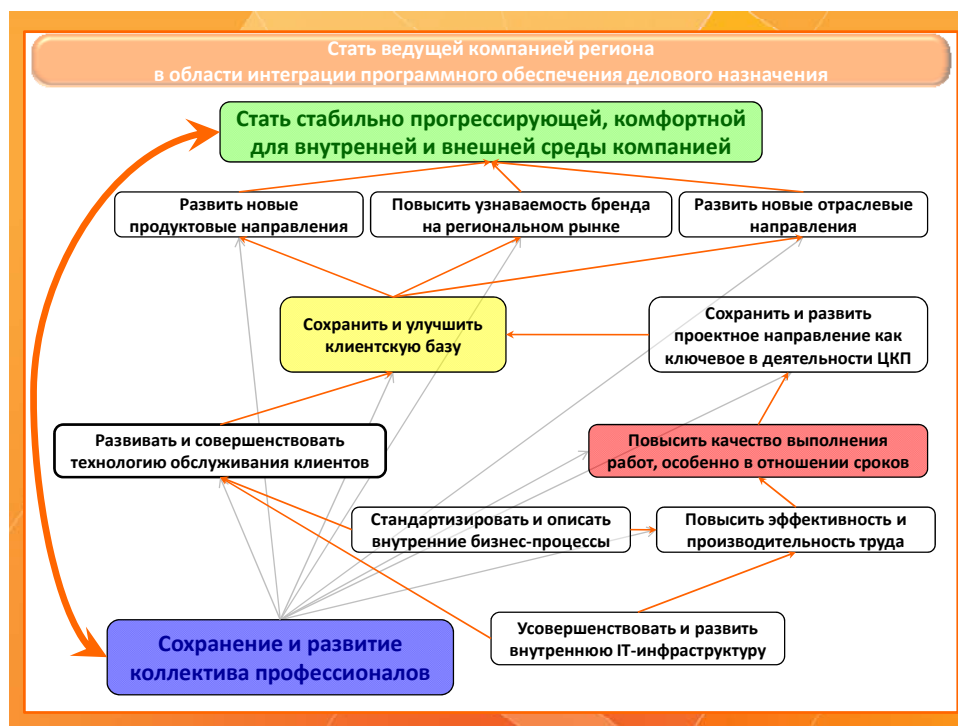 Стать ведущей компанией региона
в области интеграции программного обеспечения делового назначения
Стать стабильно прогрессирующей, комфортной
для внутренней и внешней среды компанией
Развить новые
продуктовые направления
Повысить узнаваемость бренда
на региональном рынке
Развить новые отраслевые
направления
Сохранить и улучшить
клиентскую базу
Сохранить и развить
проектное направление как
ключевое в деятельности ЦКП
Развивать и совершенствовать
технологию обслуживания клиентов
Повысить качество выполнения
работ, особенно в отношении сроков
Стандартизировать и описать
внутренние бизнес-процессы
Повысить эффективность и
производительность труда
Сохранение и развитие
коллектива профессионалов
Усовершенствовать и развить
внутреннюю IT-инфраструктуру